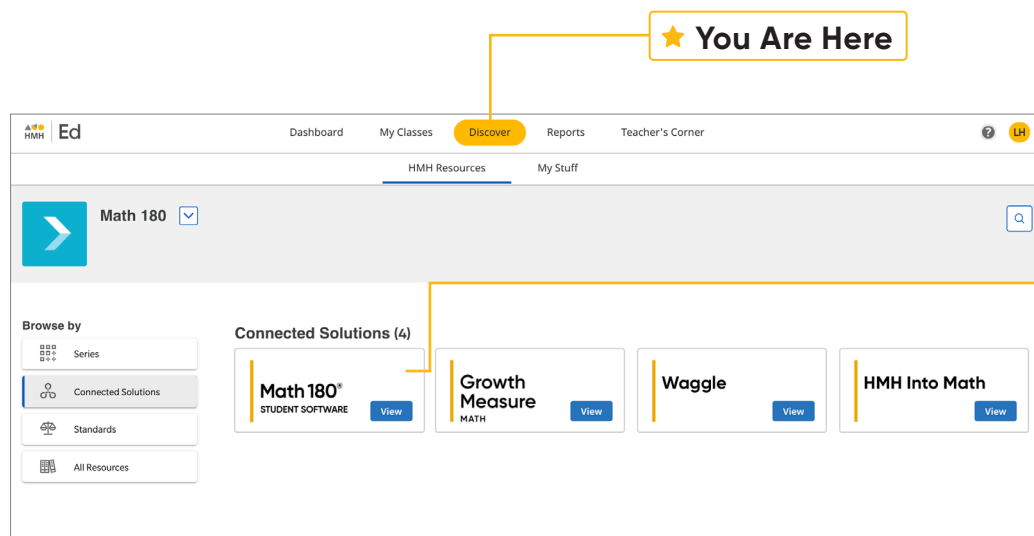 You Are Here
HMH Ed
Dashboard My Classes Discover Reports Teacher's Corner ? LH
HMH Resources My Stuff
Math 180
Browse by
Series
Connected Solutions
Standards
All Resources
Connected Solutions (4)
Math 180®
STUDENT SOFTWARE
View
Growth
Measure
MATH
View
Waggle
View
HMH Into Math
View